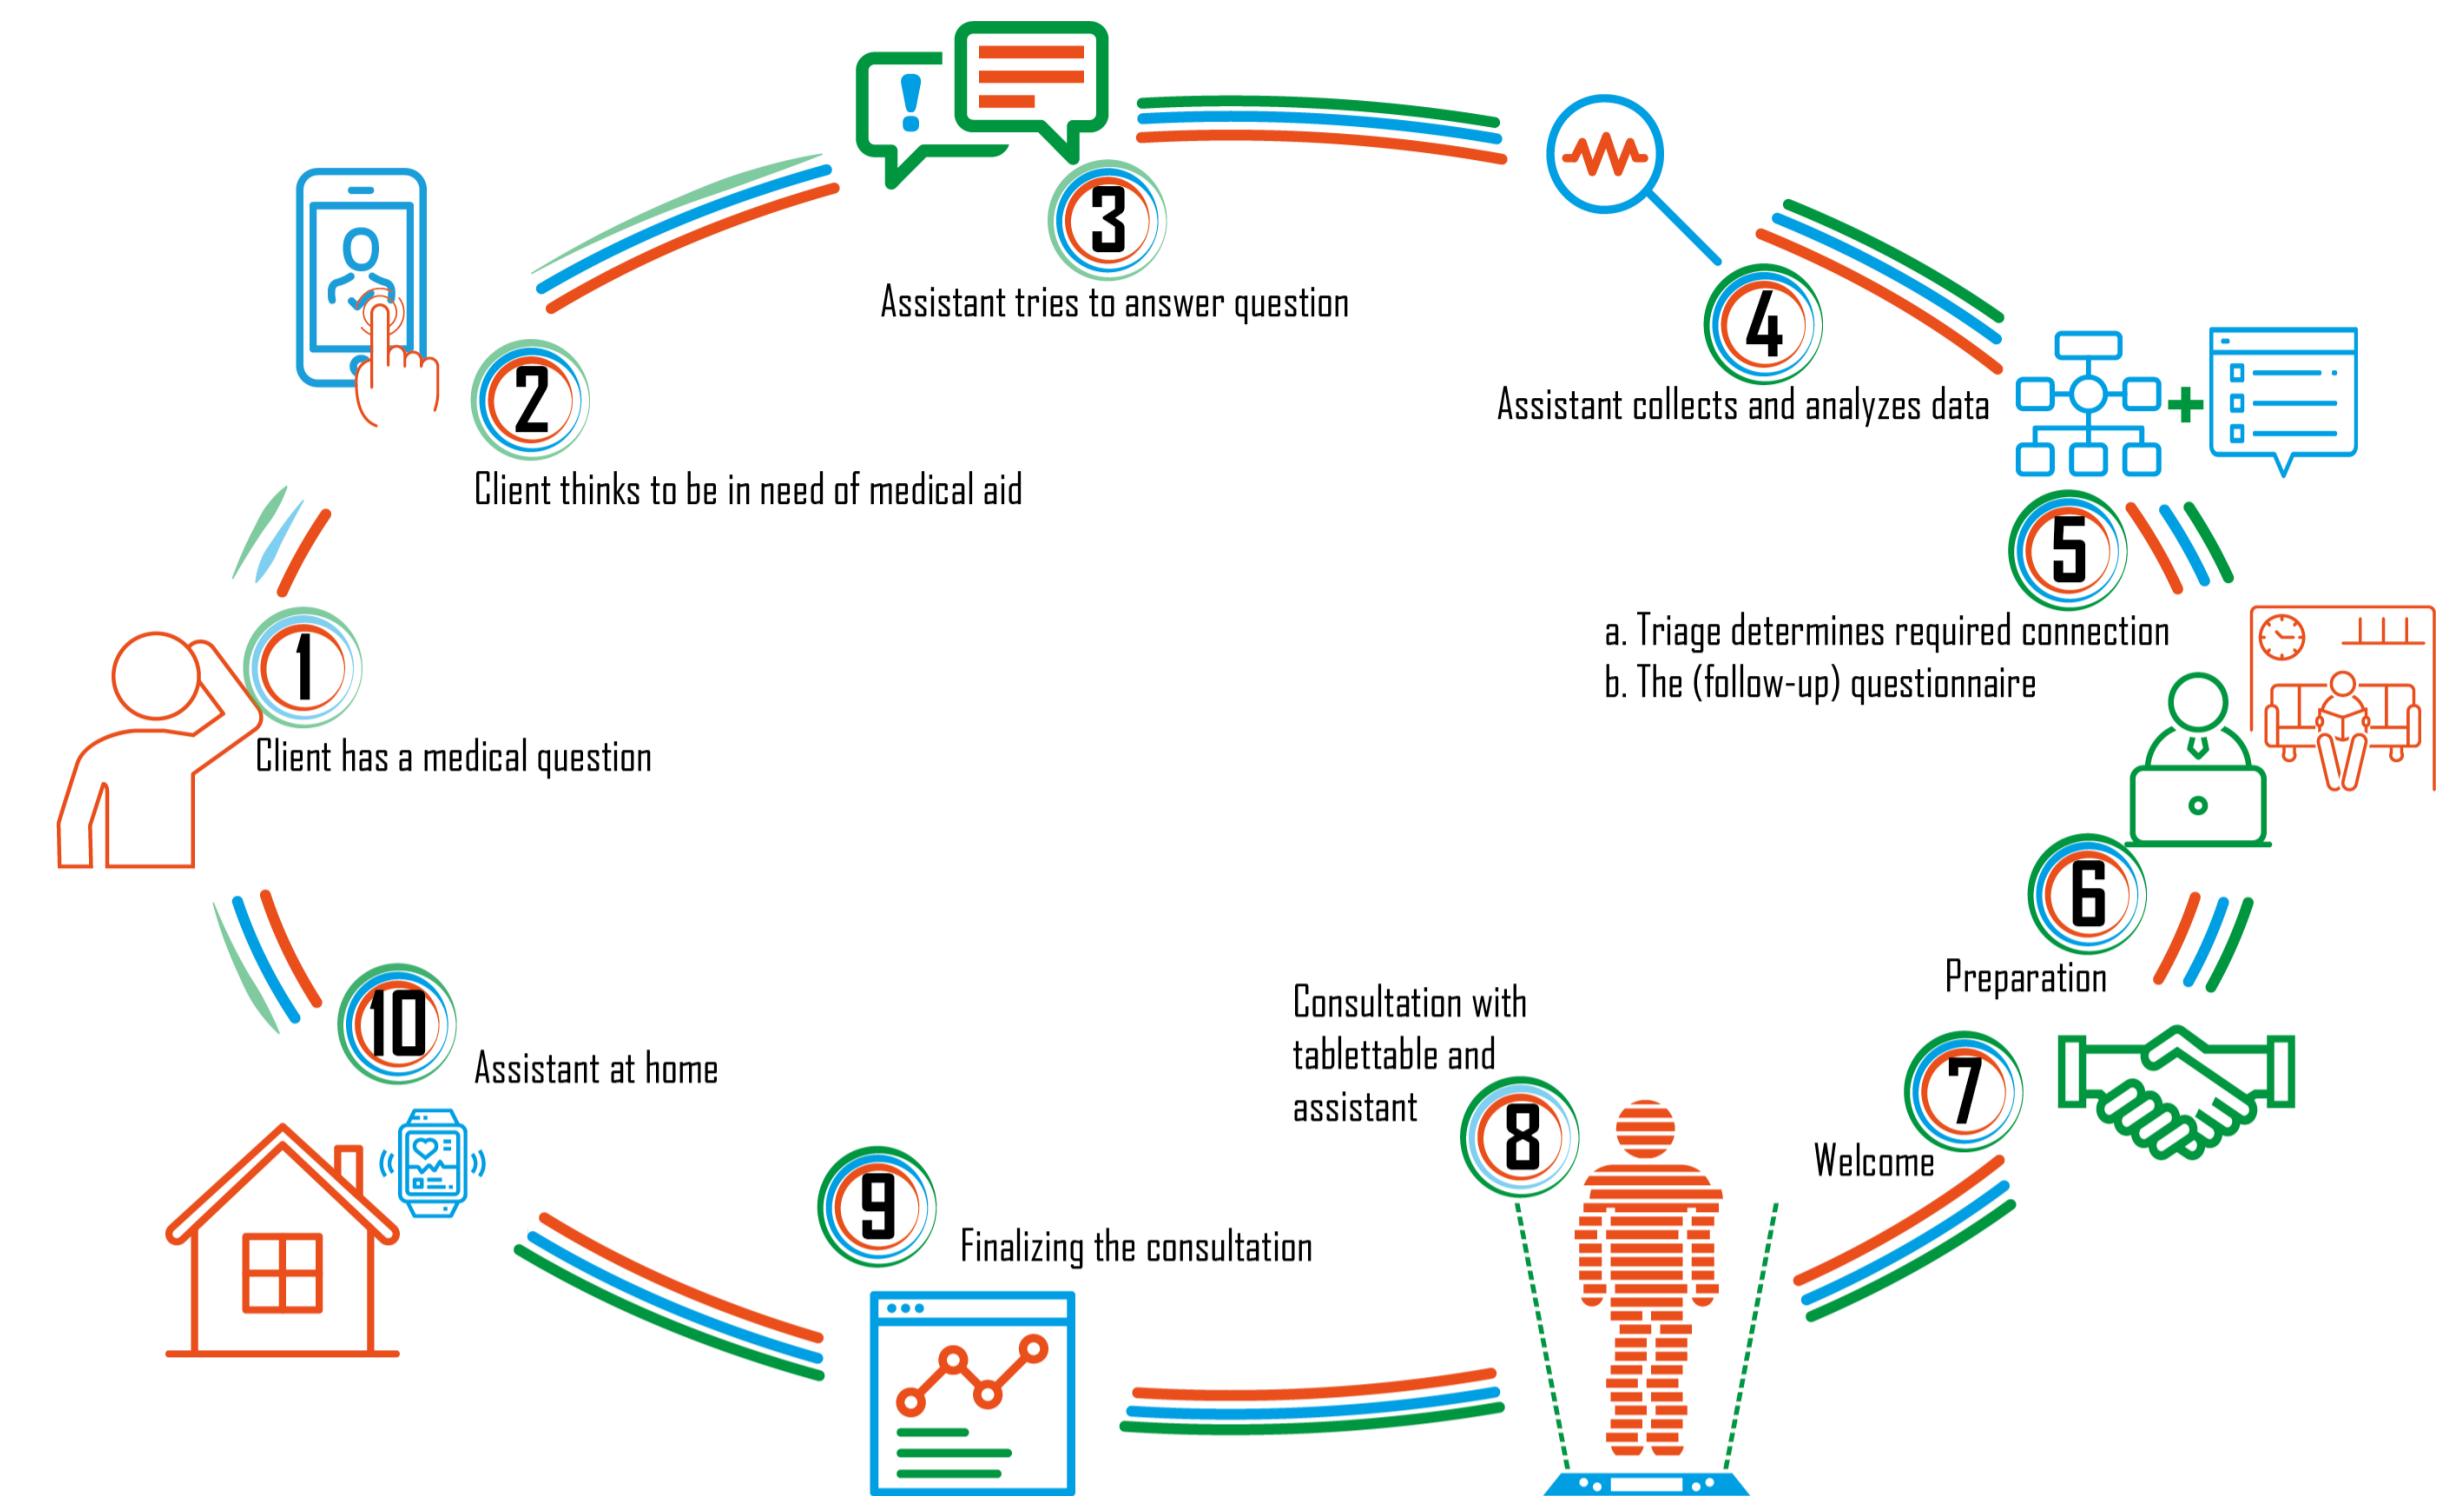 1
Client has a medical question
2
Client thinks to be in need of medical aid
!
3
Assistant tries to answer question
4
Assistant collects and analyzes data
+
5
a. Triage determines required connection
b. The (follow-up) questionnaire
6
Preparation
7
Welcome
8
Consultation with
tablettable and
assistant
9
Finalizing the consultation
10
Assistant at home